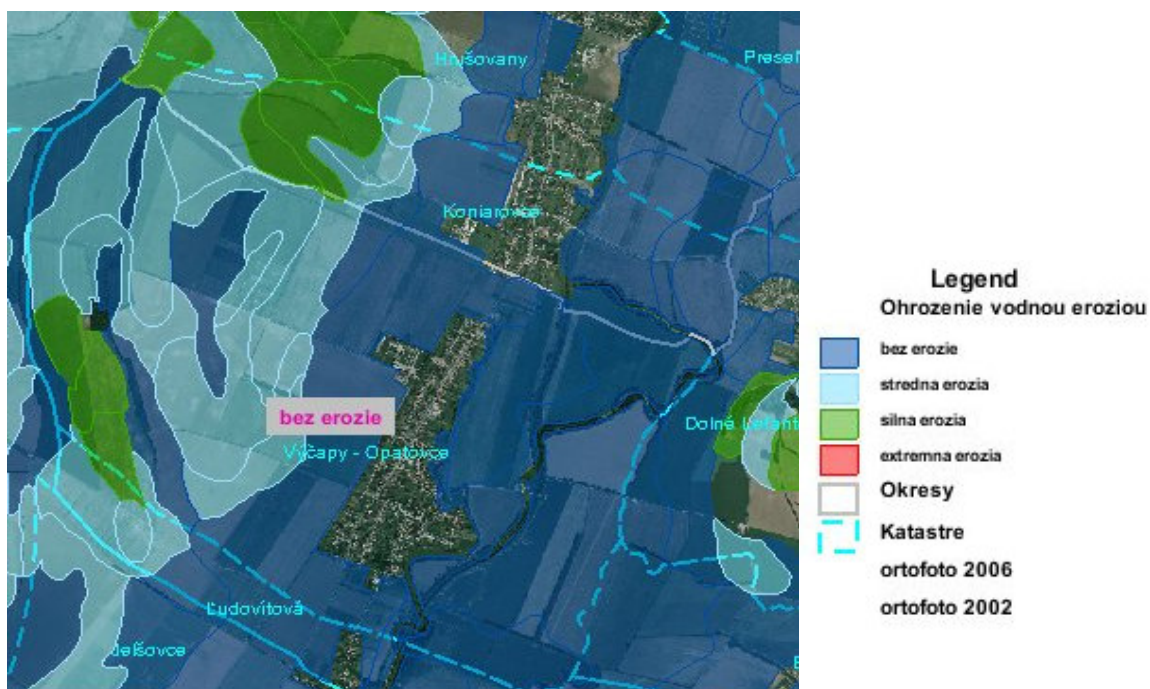 Hrušovany
Koniarovce
bez erozie
Výčapy - Opatovce
Dolné Lefant
Ľudovítová
Jelšovce
Legend
Ohrozenie vodnou eroziou
bez erozie
stredna erozia
silna erozia
extremna erozia
Okresy
Katastre
ortofoto 2006
ortofoto 2002